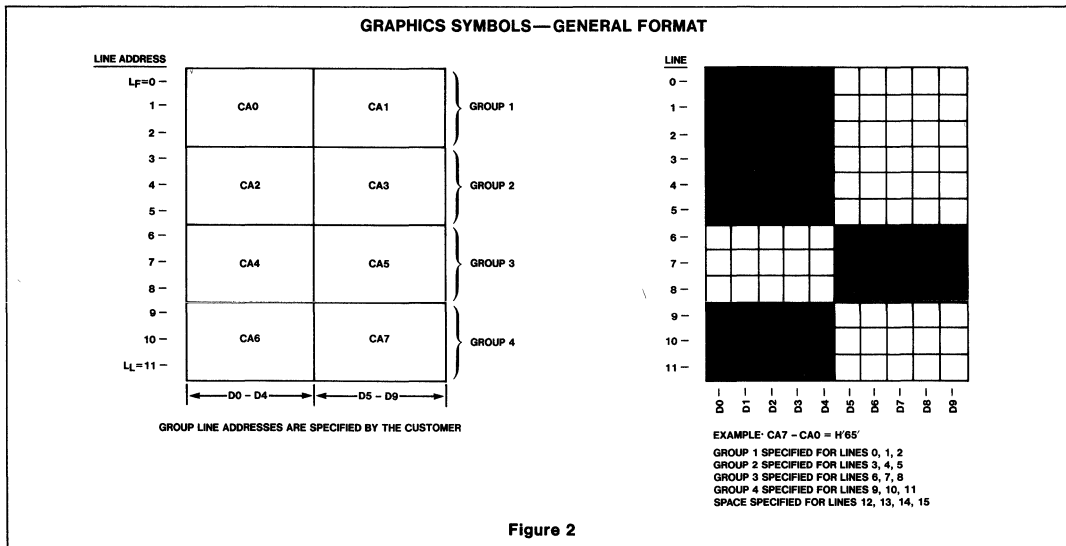 GRAPHICS SYMBOLS—GENERAL FORMAT
LINE ADDRESS
LF=0 –
1 –
2 –
3 –
4 –
5 –
6 –
7 –
8 –
9 –
10 –
LL=11 –
CA0 CA1
CA2 CA3
CA4 CA5
CA6 CA7
GROUP 1
GROUP 2
GROUP 3
GROUP 4
D0 – D4 D5 – D9
GROUP LINE ADDRESSES ARE SPECIFIED BY THE CUSTOMER
LINE
0 –
1 –
2 –
3 –
4 –
5 –
6 –
7 –
8 –
9 –
10 –
11 –
D0 –
D1 –
D2 –
D3 –
D4 –
D5 –
D6 –
D7 –
D8 –
D9 –
EXAMPLE· CA7 – CA0 = H'65'
GROUP 1 SPECIFIED FOR LINES 0, 1, 2
GROUP 2 SPECIFIED FOR LINES 3, 4, 5
GROUP 3 SPECIFIED FOR LINES 6, 7, 8
GROUP 4 SPECIFIED FOR LINES 9, 10, 11
SPACE SPECIFIED FOR LINES 12, 13, 14, 15
Figure 2